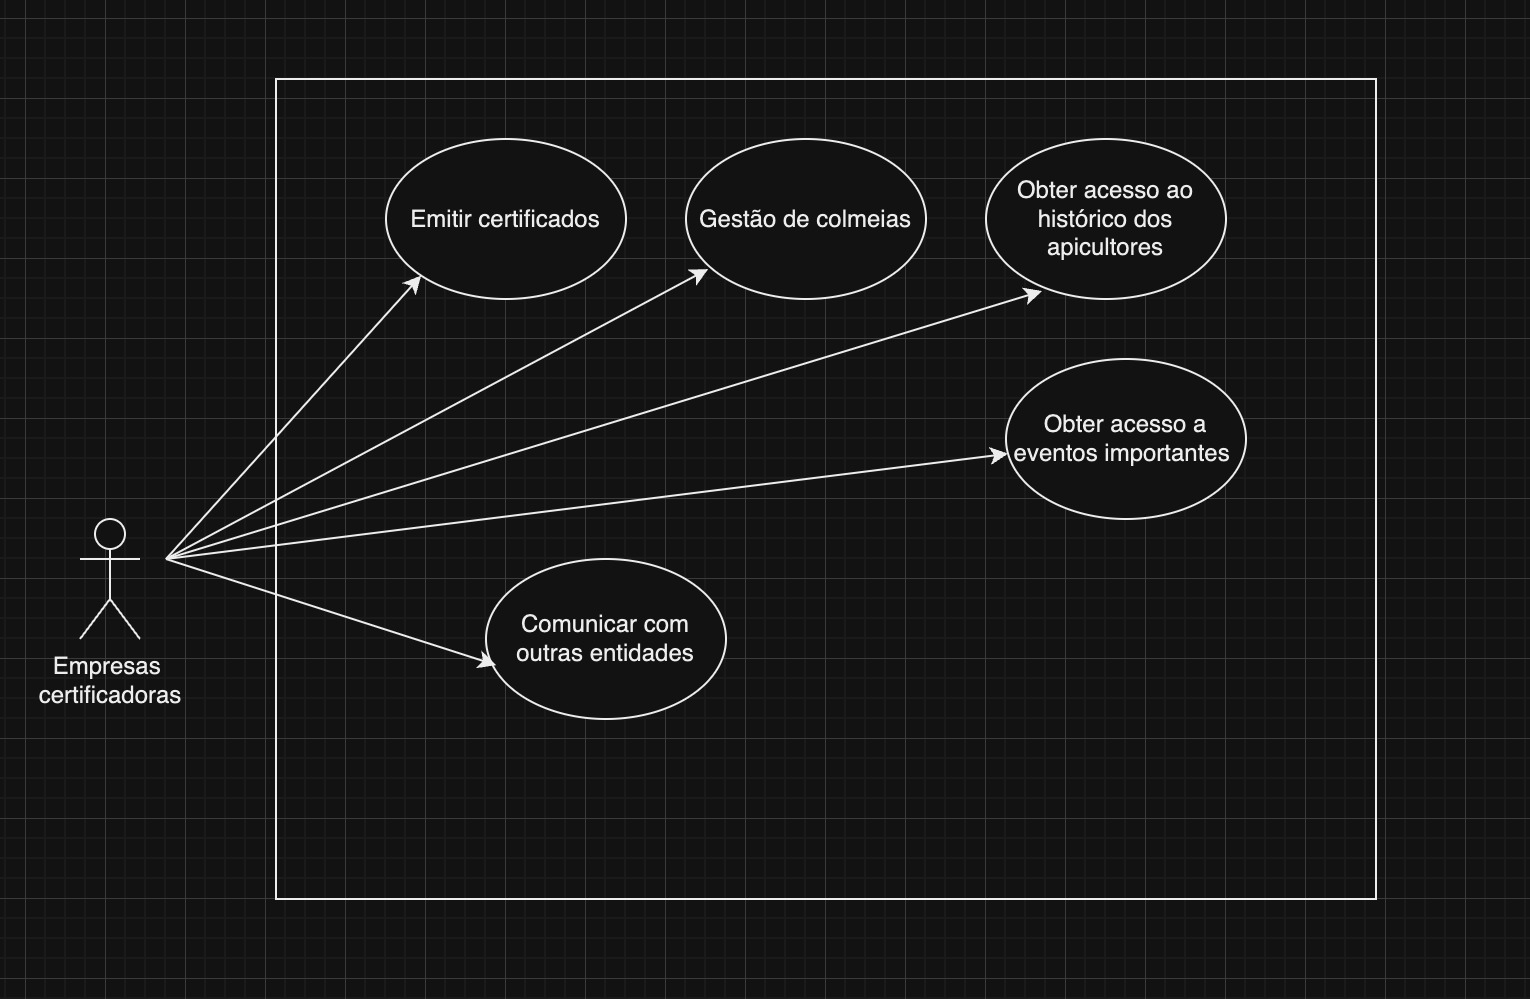 Emitir certificados
Gestão de colmeias
Obter acesso ao
histórico dos
apicultores
Obter acesso a
eventos importantes
Comunicar com
outras entidades
Empresas
certificadoras